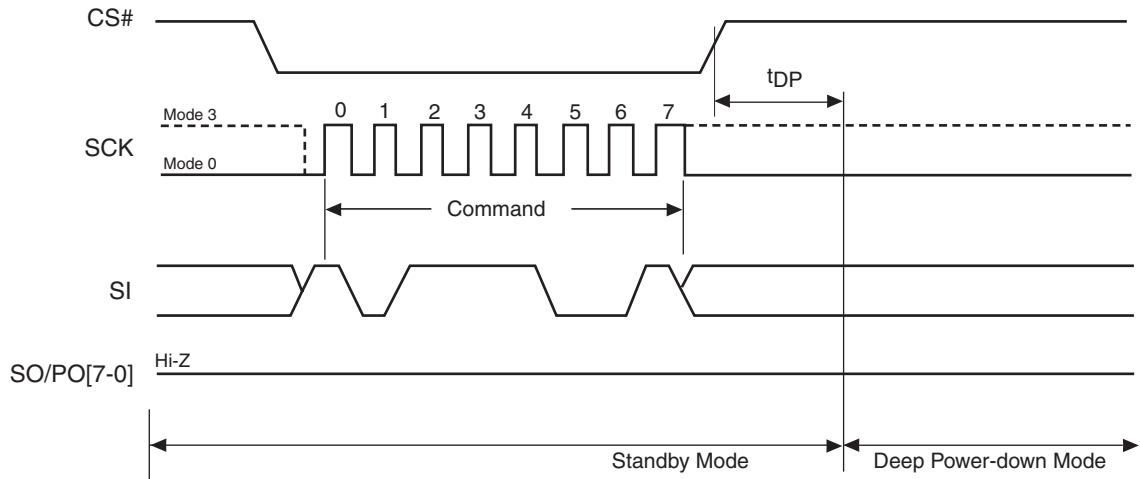 CS#
tDP
Mode 3
0 1 2 3 4 5 6 7
SCK
Mode 0
Command
SI
Hi-Z
SO/PO[7-0]
Standby Mode
Deep Power-down Mode